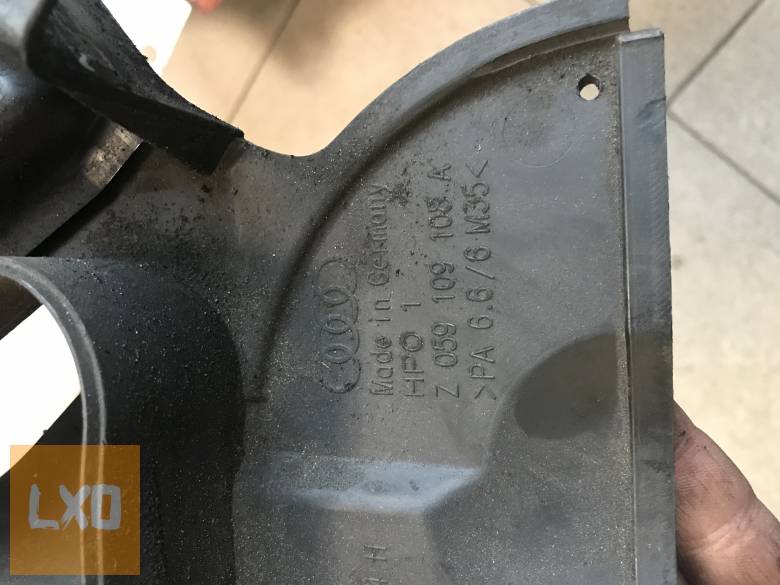 Made in Germany
HPO 1
Z 059 109 108 A
>PA 6.6/6 M35<
H
LXO